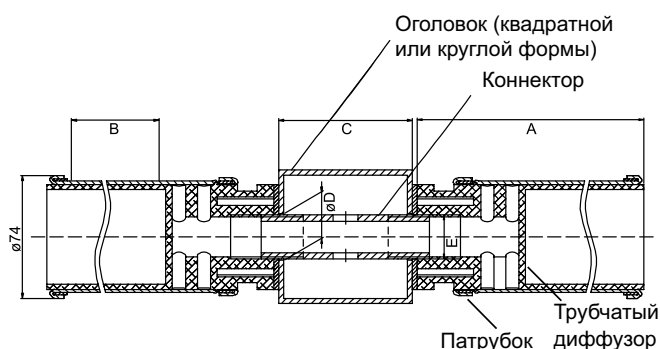 Оголовок (квадратной
или круглой формы)
Коннектор
B
C
A
øD
ø74
E
Трубчатый
диффузор
Патрубок